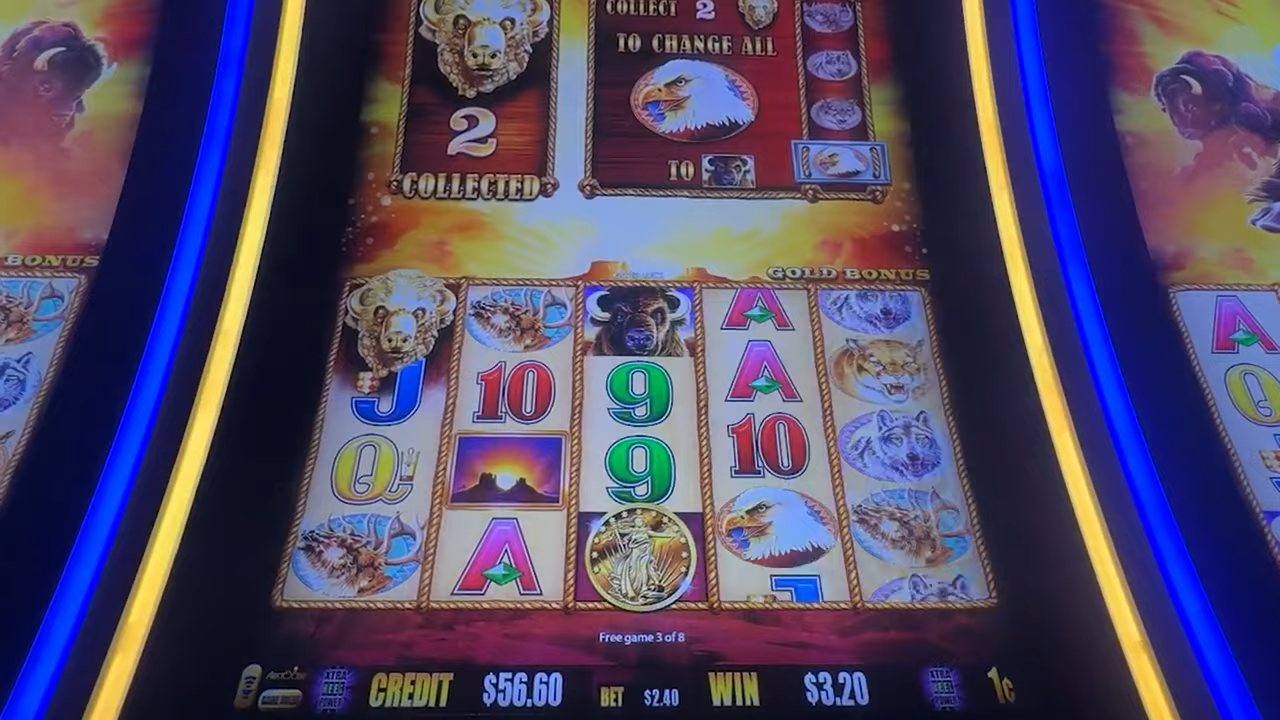 COLLECT 2
TO CHANGE ALL
2
TO
COLLECTED
BONUS
GOLD BONUS
A
J 10 9 A
Q 9 10
A
J
A
Q
Free game 3 of 8
CREDIT $56.60 BET $2.40 WIN $3.20 1¢